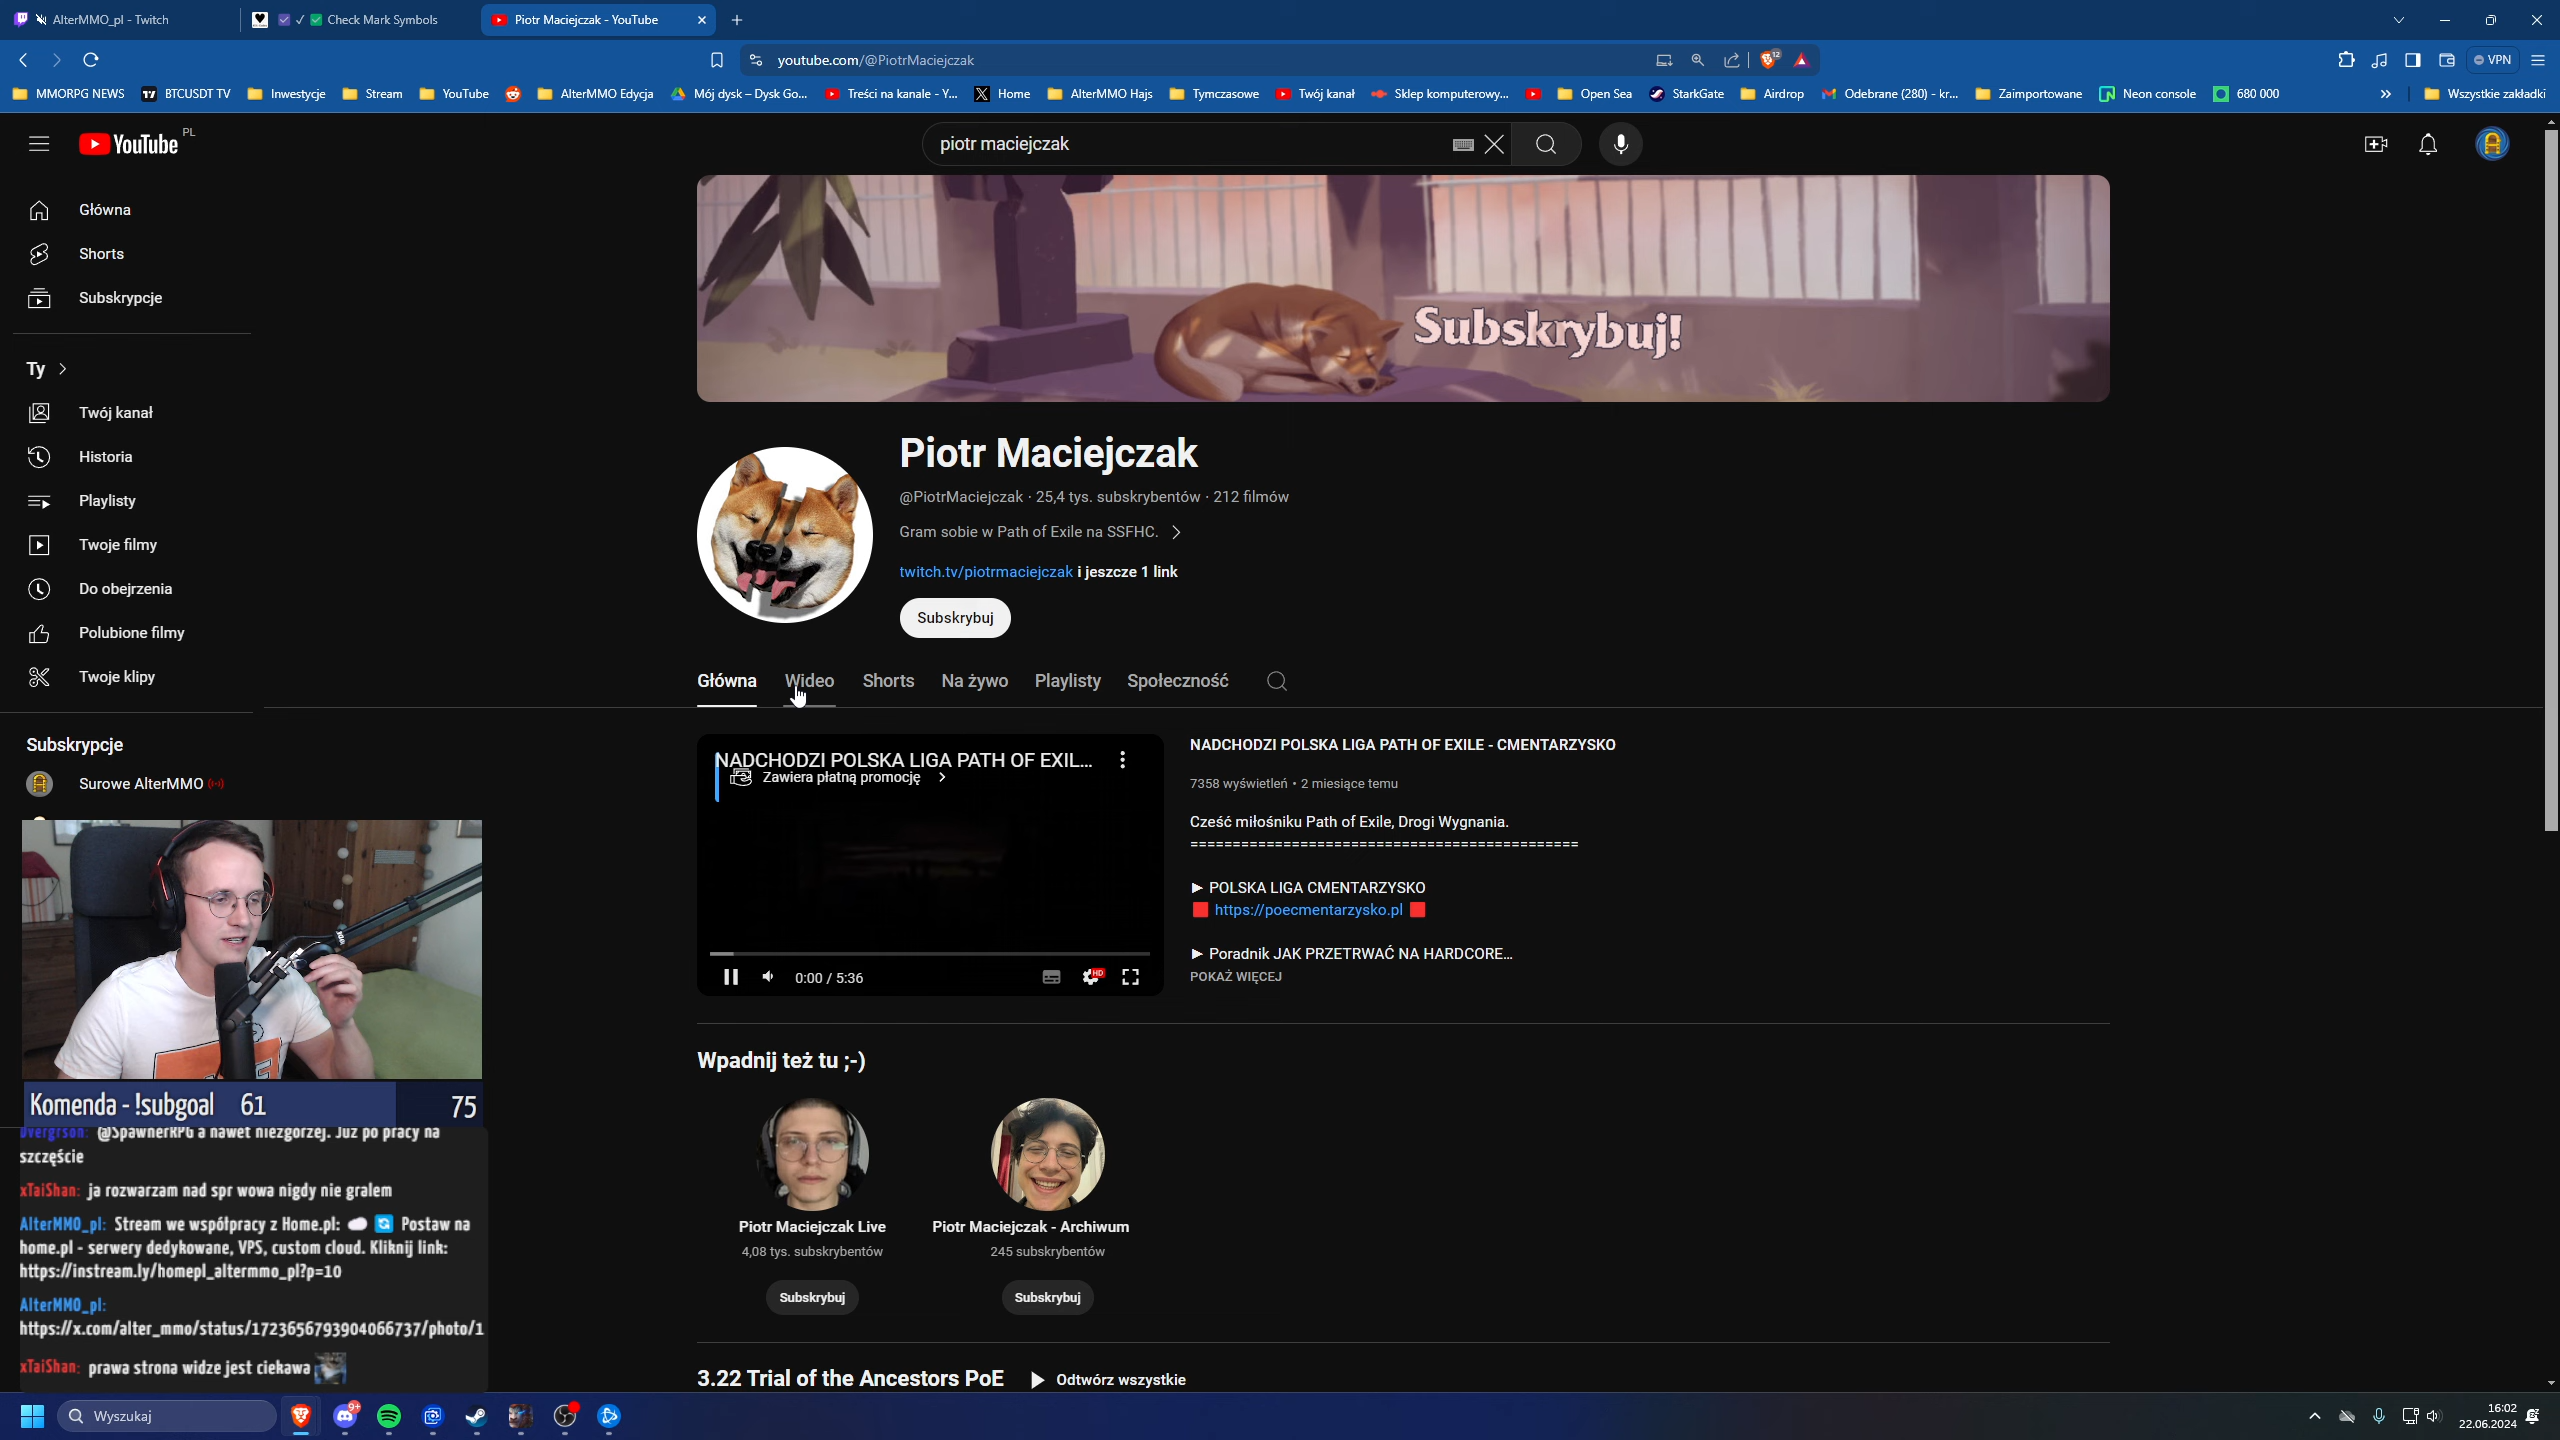 AlterMMO_pl - Twitch
Check Mark Symbols
Piotr Maciejczak - YouTube
youtube.com/@PiotrMaciejczak
12
VPN
MMORPG NEWS
BTCUSDT TV
Inwestycje
Stream
YouTube
AlterMMO Edycja
Mój dysk – Dysk Go...
Treści na kanale - Y...
Home
AlterMMO Hajs
Tymczasowe
Twój kanał
Sklep komputerowy...
Open Sea
StarkGate
Airdrop
Odebrane (280) - kr...
Zaimportowane
Neon console
680 000
Wszystkie zakładki
YouTube PL
piotr maciejczak
Główna
Shorts
Subskrypcje
Ty
Twój kanał
Historia
Playlisty
Twoje filmy
Do obejrzenia
Polubione filmy
Twoje klipy
Subskrypcje
Surowe AlterMMO
Subskrybuj!
Piotr Maciejczak
@PiotrMaciejczak · 25,4 tys. subskrybentów · 212 filmów
Gram sobie w Path of Exile na SSFHC.
twitch.tv/piotrmaciejczak i jeszcze 1 link
Subskrybuj
Główna
Wideo
Shorts
Na żywo
Playlisty
Społeczność
NADCHODZI POLSKA LIGA PATH OF EXIL...
Zawiera płatną promocję
0:00 / 5:36
HD
NADCHODZI POLSKA LIGA PATH OF EXILE - CMENTARZYSKO
7358 wyświetleń • 2 miesiące temu
Cześć miłośniku Path of Exile, Drogi Wygnania.
==============================================
► POLSKA LIGA CMENTARZYSKO
🟥 https://poecmentarzysko.pl 🟥
► Poradnik JAK PRZETRWAĆ NA HARDCORE...
POKAŻ WIĘCEJ
Wpadnij też tu ;-)
Piotr Maciejczak Live
4,08 tys. subskrybentów
Subskrybuj
Piotr Maciejczak - Archiwum
245 subskrybentów
Subskrybuj
3.22 Trial of the Ancestors PoE
Odtwórz wszystkie
Komenda - !subgoal 61
75
@SpawnerRPG a nawet niezgorzej. Już po pracy na
szczęście
xTaiShan: ja rozwarzam nad spr wowa nigdy nie gralem
AlterMMO_pl: Stream we współpracy z Home.pl: Postaw na
home.pl - serwery dedykowane, VPS, custom cloud. Kliknij link:
https://instream.ly/homepl_altermmo_pl?p=10
AlterMMO_pl:
https://x.com/alter_mmo/status/1723656793904066737/photo/1
xTaiShan: prawa strona widze jest ciekawa
Wyszukaj
9+
16:02
22.06.2024